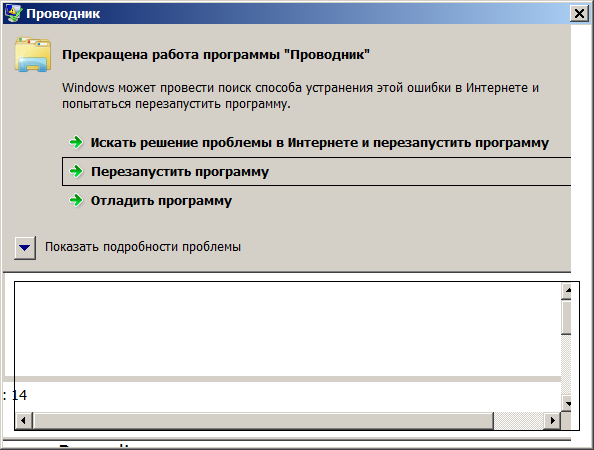 Проводник
Прекращена работа программы "Проводник"
Windows может провести поиск способа устранения этой ошибки в Интернете и
попытаться перезапустить программу.
Искать решение проблемы в Интернете и перезапустить программу
Перезапустить программу
Отладить программу
Показать подробности проблемы
: 14